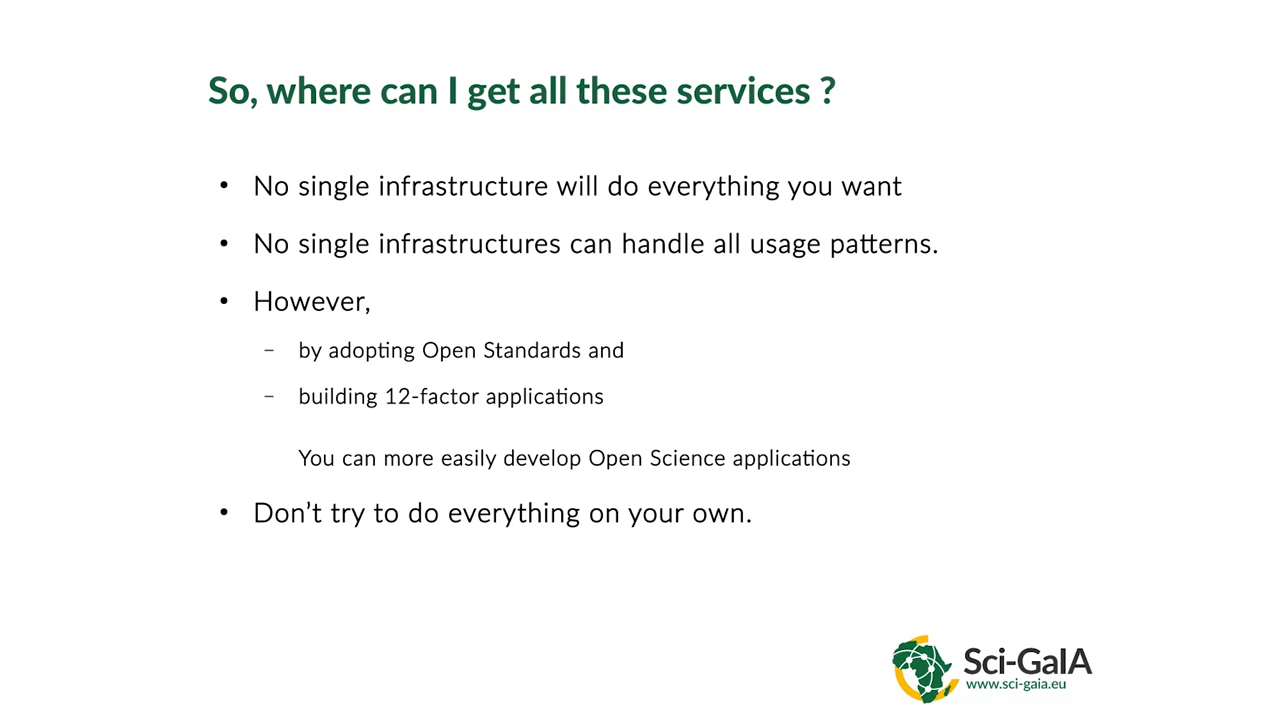 So, where can I get all these services ?
• No single infrastructure will do everything you want
• No single infrastructures can handle all usage patterns.
• However,
– by adopting Open Standards and
– building 12-factor applications
You can more easily develop Open Science applications
• Don’t try to do everything on your own.
Sci-GaIA
www.sci-gaia.eu